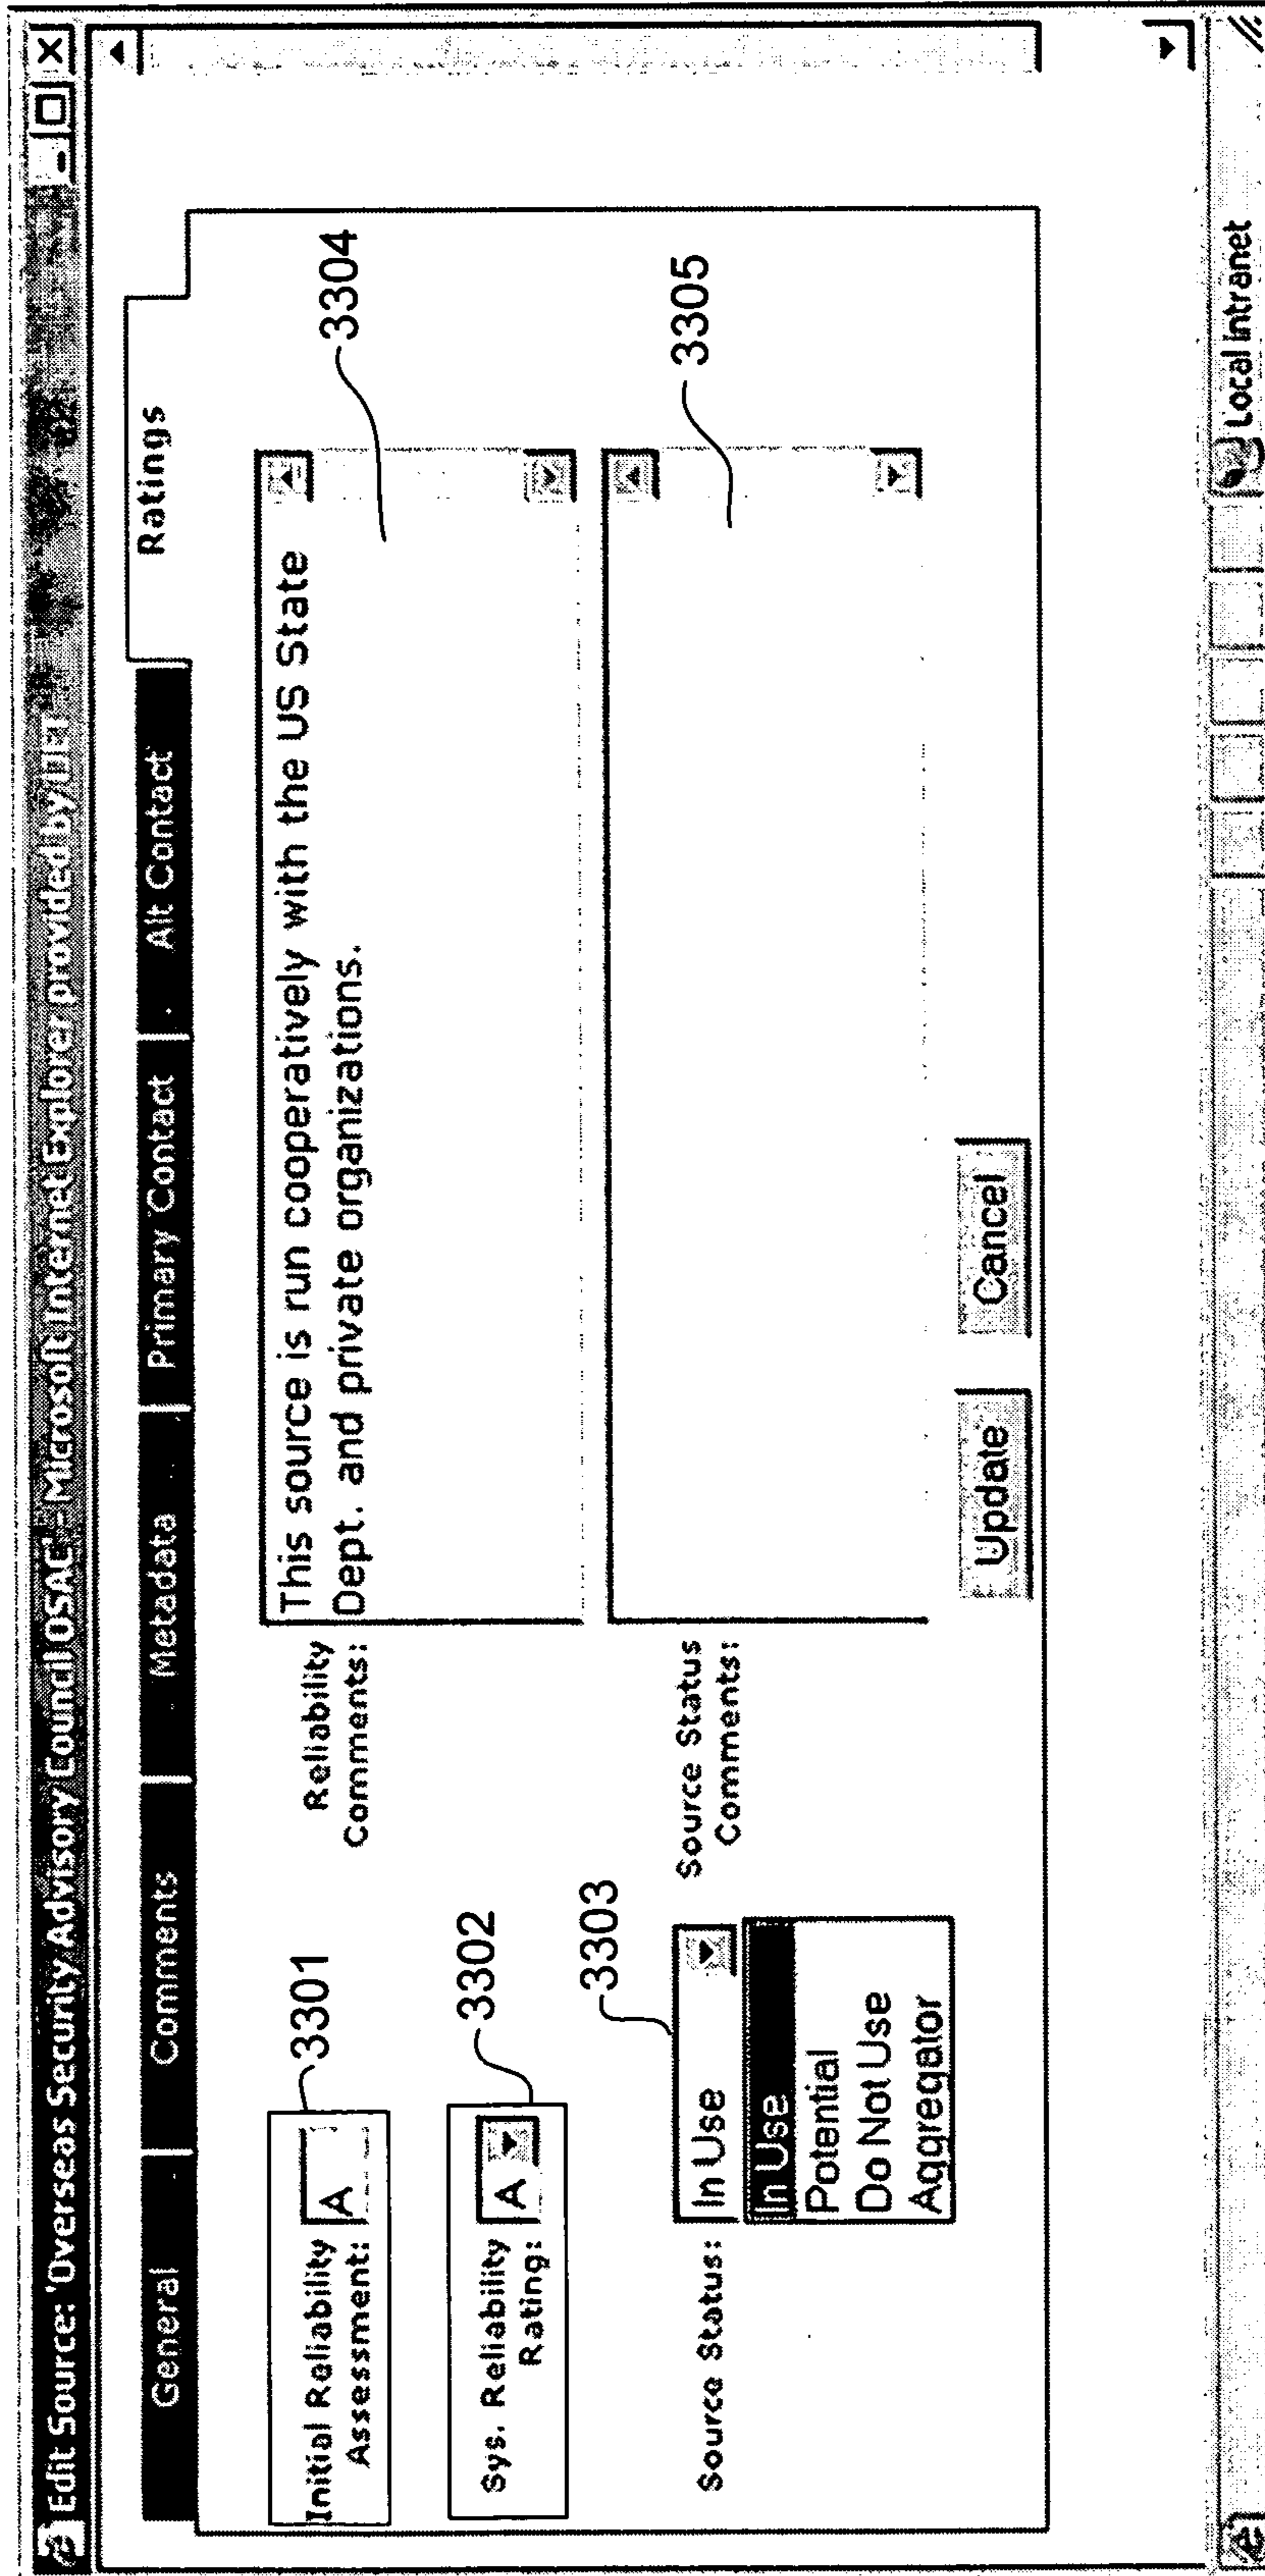 Edit Source: 'Overseas Security Advisory Council OSAC' - Microsoft Internet Explorer provided by DFI
General
Comments
Metadata
Primary Contact
Alt Contact
Ratings
Initial Reliability
Assessment:
A
3301
Reliability
Comments:
This source is run cooperatively with the US State
Dept. and private organizations.
3304
Sys. Reliability
Rating:
A
3302
3303
Source Status:
In Use
In Use
Potential
Do Not Use
Aggregator
Source Status
Comments:
3305
Update
Cancel
Local intranet